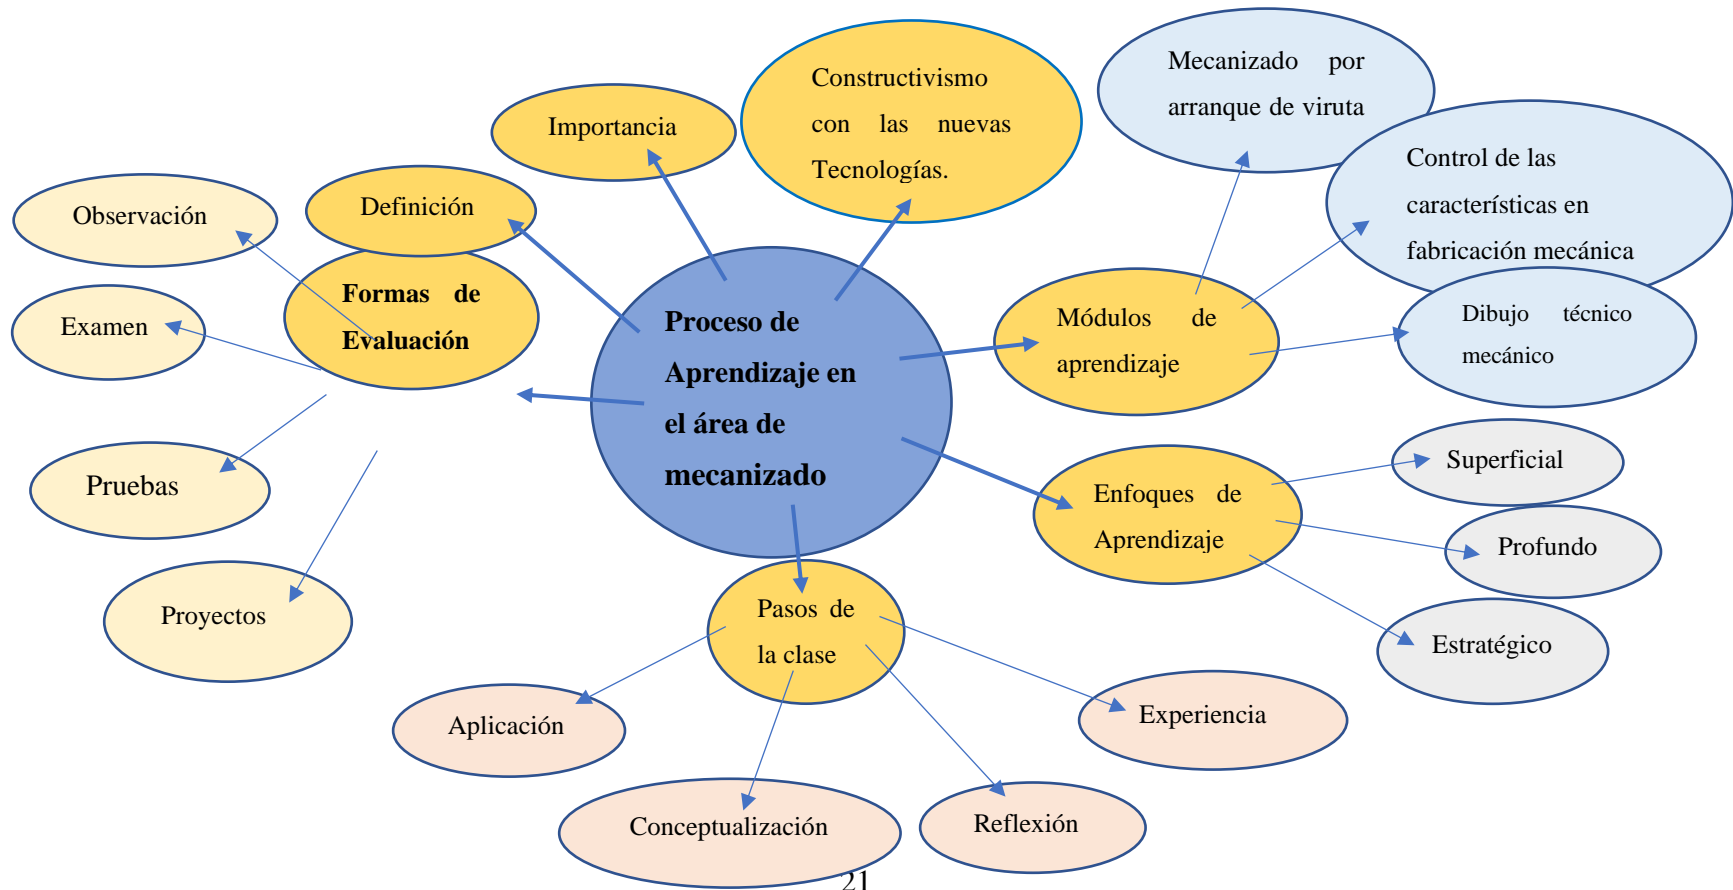 Constructivismo
con las nuevas
Tecnologías.
Mecanizado por
arranque de viruta
Importancia
Control de las
características en
fabricación mecánica
Definición
Observación
Formas de
Evaluación
Examen
Proceso de
Aprendizaje en
el área de
mecanizado
Módulos de
aprendizaje
Dibujo técnico
mecánico
Superficial
Pruebas
Enfoques de
Aprendizaje
Profundo
Proyectos
Pasos de
la clase
Estratégico
Aplicación
Experiencia
Conceptualización
Reflexión
21